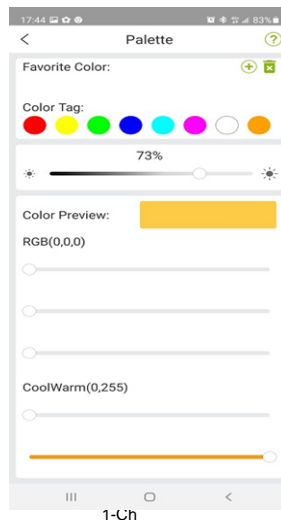 17:44 83%
Palette ?
Favorite Color:
Color Tag:
73%
Color Preview:
RGB(0,0,0)
CoolWarm(0,255)
1-Ch